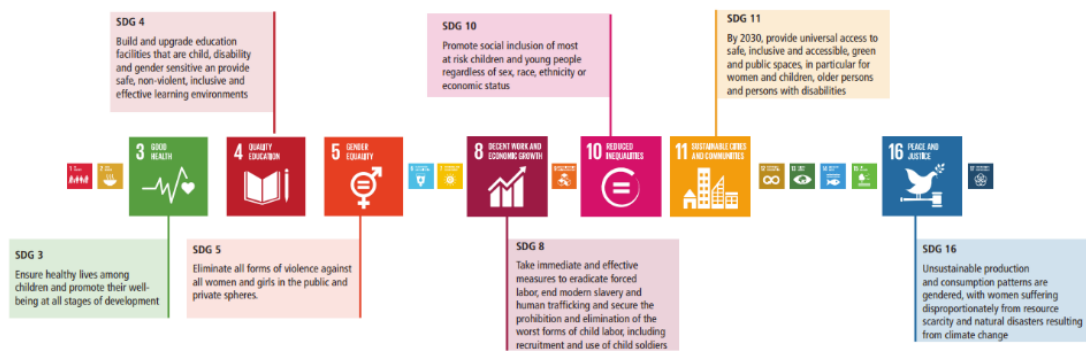 SDG 4
Build and upgrade education
facilities that are child, disability
and gender sensitive an provide
safe, non-violent, inclusive and
effective learning environments
SDG 10
Promote social inclusion of most
at risk children and young people
regardless of sex, race, ethnicity or
economic status
SDG 11
By 2030, provide universal access to
safe, inclusive and accessible, green
and public spaces, in particular for
women and children, older persons
and persons with disabilities
3 GOOD
HEALTH
4 QUALITY
EDUCATION
5 GENDER
EQUALITY
8 DECENT WORK AND
ECONOMIC GROWTH
10 REDUCED
INEQUALITIES
11 SUSTAINABLE CITIES
AND COMMUNITIES
16 PEACE AND
JUSTICE
SDG 3
Ensure healthy lives among
children and promote their well-
being at all stages of development
SDG 5
Eliminate all forms of violence against
all women and girls in the public and
private spheres.
SDG 8
Take immediate and effective
measures to eradicate forced
labor, end modern slavery and
human trafficking and secure the
prohibition and elimination of the
worst forms of child labor, including
recruitment and use of child soldiers
SDG 16
Unsustainable production
and consumption patterns are
gendered, with women suffering
disproportionately from resource
scarcity and natural disasters resulting
from climate change